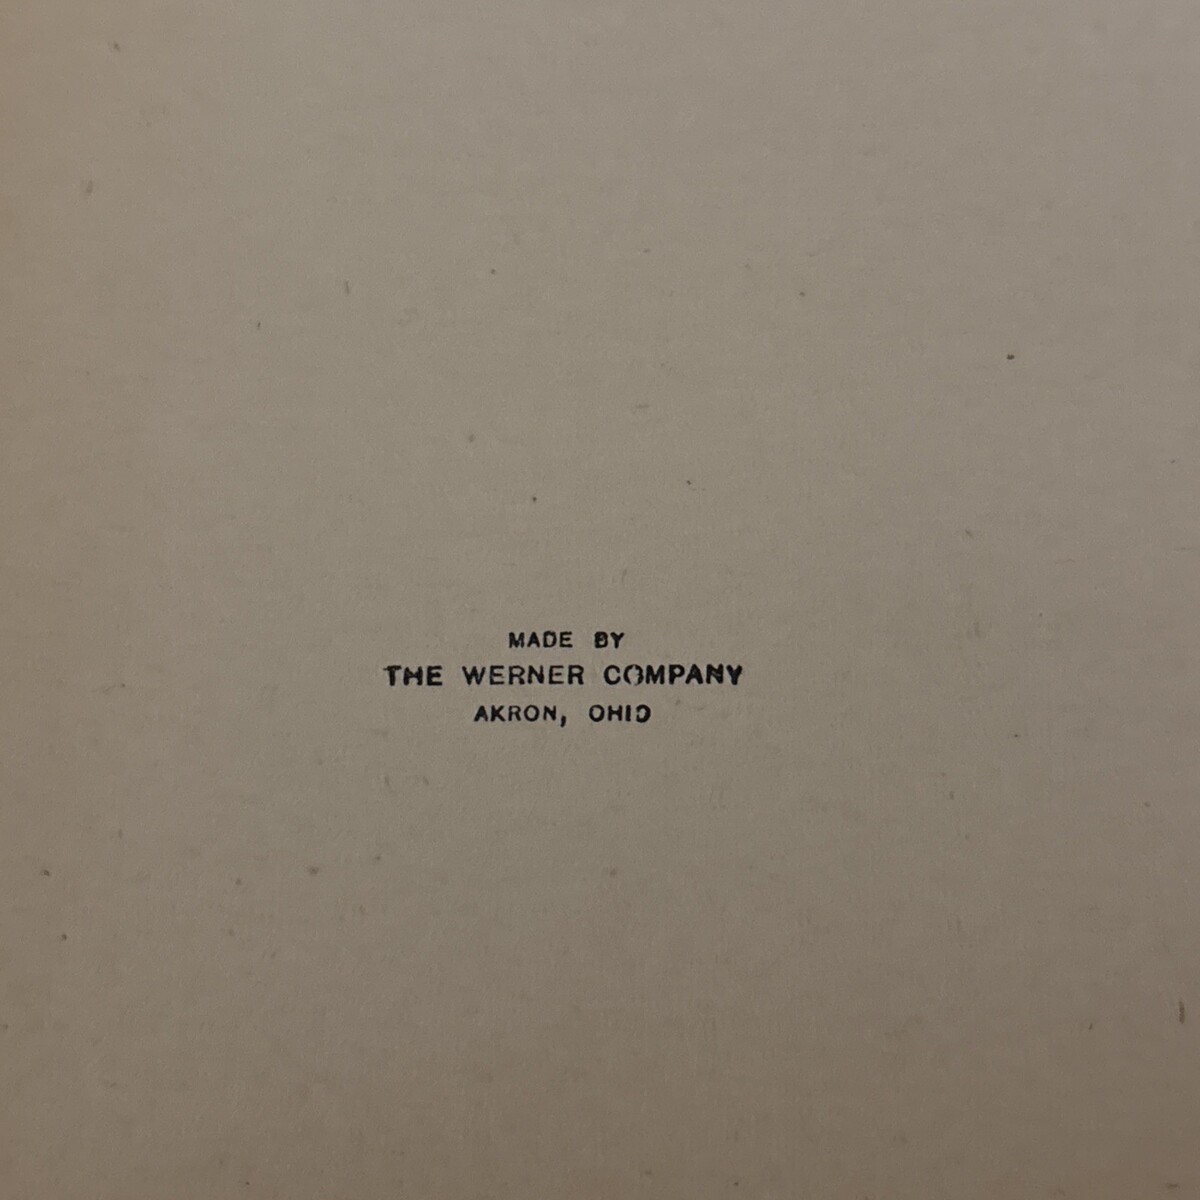 MADE BY
THE WERNER COMPANY
AKRON, OHIO